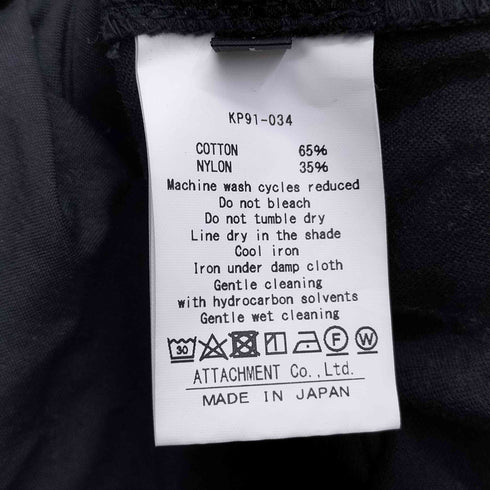 KP91-034
COTTON 65%
NYLON 35%
Machine wash cycles reduced
Do not bleach
Do not tumble dry
Line dry in the shade
Cool iron
Iron under damp cloth
Gentle cleaning
with hydrocarbon solvents
Gentle wet cleaning
30 F W
ATTACHMENT Co.,Ltd.
MADE IN JAPAN